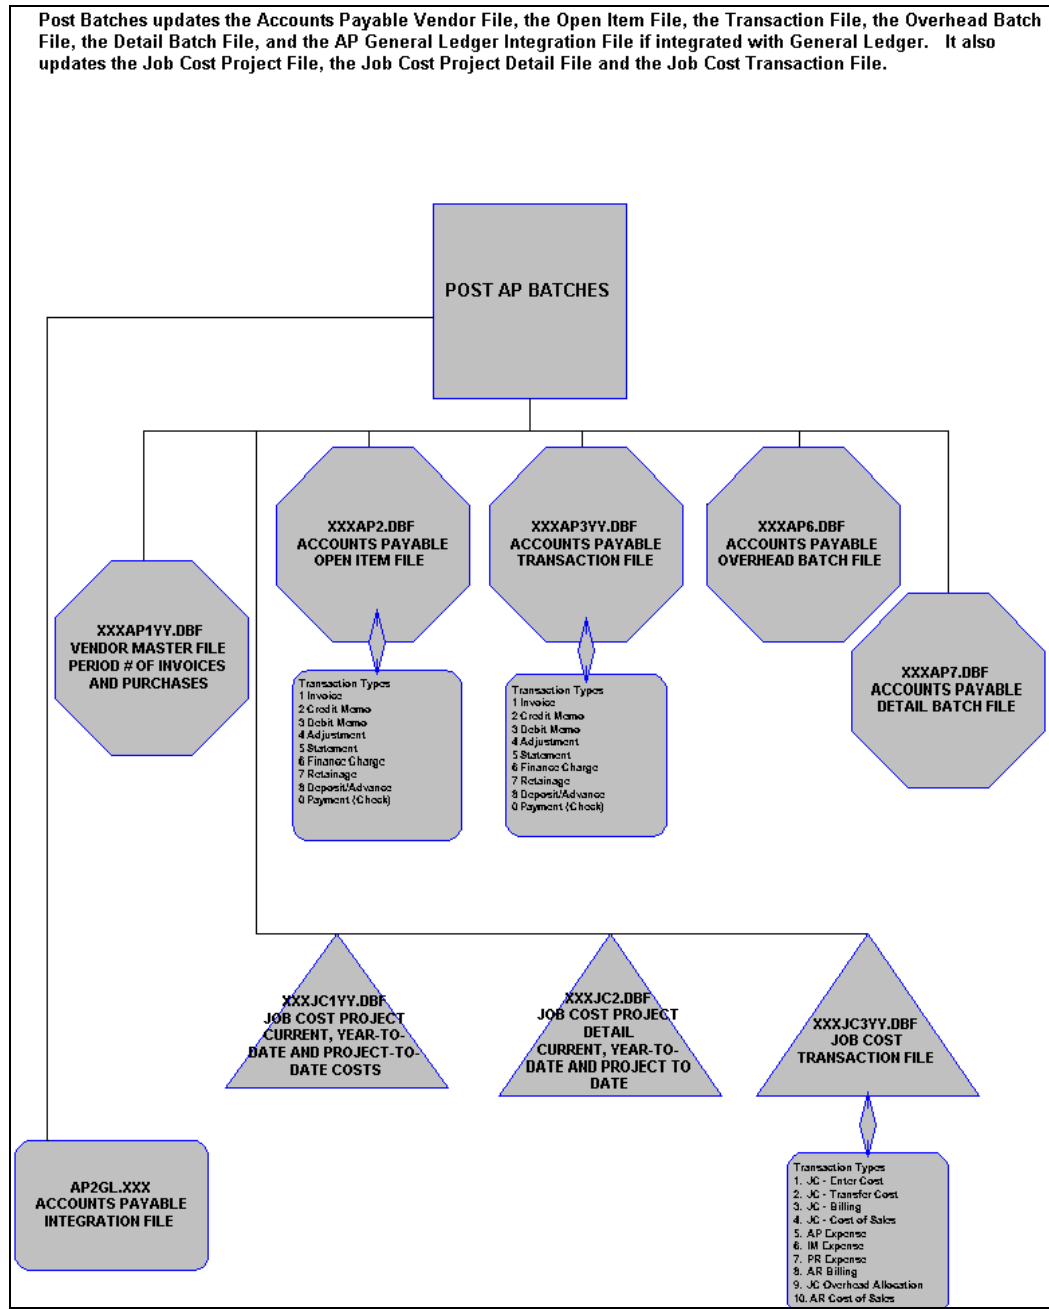 Post Batches updates the Accounts Payable Vendor File, the Open Item File, the Transaction File, the Overhead Batch
File, the Detail Batch File, and the AP General Ledger Integration File if integrated with General Ledger. It also
updates the Job Cost Project File, the Job Cost Project Detail File and the Job Cost Transaction File.
POST AP BATCHES
XXXAP2.DBF
ACCOUNTS PAYABLE
OPEN ITEM FILE
XXXAP3YY.DBF
ACCOUNTS PAYABLE
TRANSACTION FILE
XXXAP6.DBF
ACCOUNTS PAYABLE
OVERHEAD BATCH FILE
XXXAP1YY.DBF
VENDOR MASTER FILE
PERIOD # OF INVOICES
AND PURCHASES
XXXAP7.DBF
ACCOUNTS PAYABLE
DETAIL BATCH FILE
Transaction Types
1 Invoice
2 Credit Memo
3 Debit Memo
4 Adjustment
5 Statement
6 Finance Charge
7 Retainage
8 Deposit/Advance
0 Payment (Check)
Transaction Types
1 Invoice
2 Credit Memo
3 Debit Memo
4 Adjustment
5 Statement
6 Finance Charge
7 Retainage
8 Deposit/Advance
0 Payment (Check)
XXXJC1YY.DBF
JOB COST PROJECT
CURRENT, YEAR-TO-
DATE AND PROJECT-TO-
DATE COSTS
XXXJC2.DBF
JOB COST PROJECT
DETAIL
CURRENT, YEAR-TO-
DATE AND PROJECT TO
DATE
XXXJC3YY.DBF
JOB COST
TRANSACTION FILE
AP2GL.XXX
ACCOUNTS PAYABLE
INTEGRATION FILE
Transaction Types
1. JC - Enter Cost
2. JC - Transfer Cost
3. JC - Billing
4. JC - Cost of Sales
5. AP Expense
6. IM Expense
7. PR Expense
8. AR Billing
9. JC Overhead Allocation
10. AR Cost of Sales